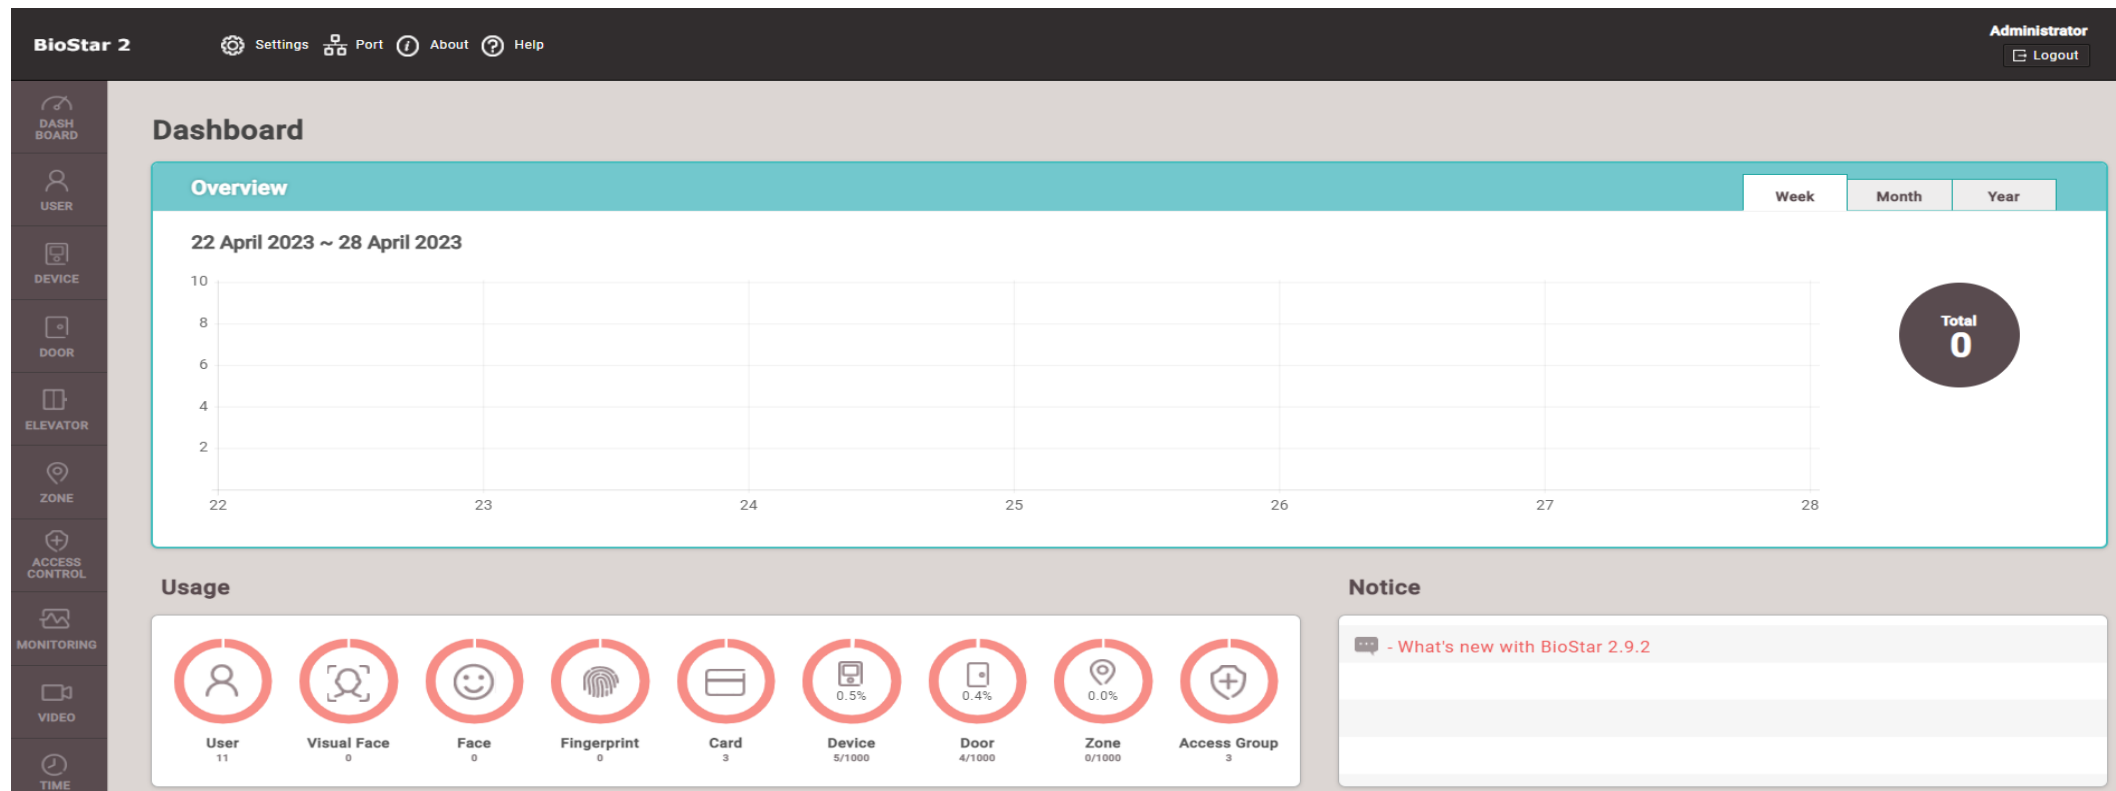 BioStar 2
Settings Port About Help
Administrator
Logout
DASH
BOARD
USER
DEVICE
DOOR
ELEVATOR
ZONE
ACCESS
CONTROL
MONITORING
VIDEO
TIME
Dashboard
Overview
Week Month Year
22 April 2023 ~ 28 April 2023
10
8
6
4
2
22 23 24 25 26 27 28
Total
0
Usage
0.5% 0.4% 0.0%
User Visual Face Face Fingerprint Card Device Door Zone Access Group
11 0 0 0 3 5/1000 4/1000 0/1000 3
Notice
- What's new with BioStar 2.9.2